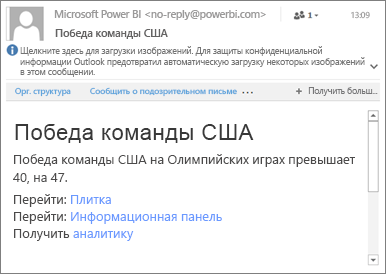 Microsoft Power BI <no-reply@powerbi.com>
1
13:09
Победа команды США
Щелкните здесь для загрузки изображений. Для защиты конфиденциальной
информации Outlook предотвратил автоматическую загрузку некоторых изображений
в этом сообщении.
Орг. структура
Сообщить о подозрительном письме ...
+ Получить больш...
Победа команды США
Победа команды США на Олимпийских играх превышает
40, на 47.
Перейти: Плитка
Перейти: Информационная панель
Получить аналитику